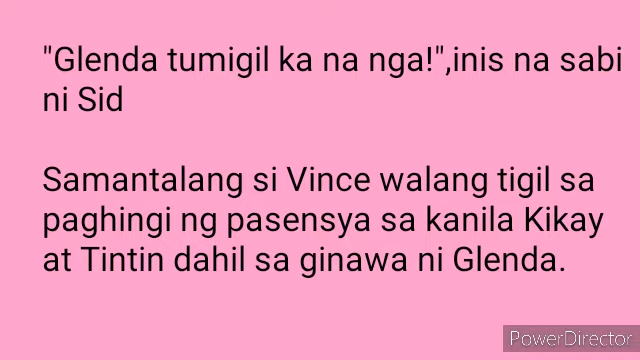 "Glenda tumigil ka na nga!",inis na sabi
ni Sid
Samantalang si Vince walang tigil sa
paghingi ng pasensya sa kanila Kikay
at Tintin dahil sa ginawa ni Glenda.
PowerDirector